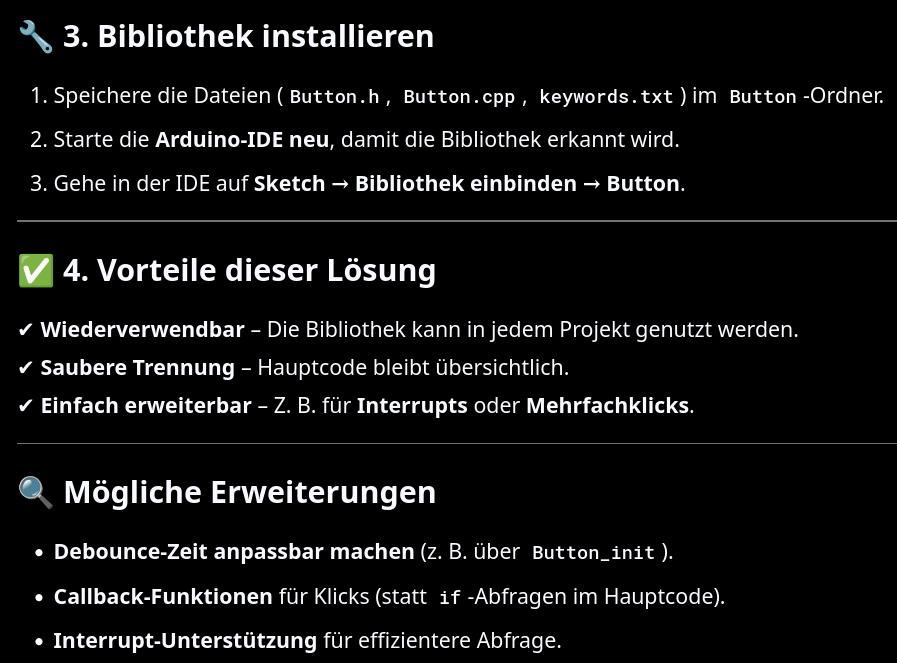 🔧 3. Bibliothek installieren
1. Speichere die Dateien ( Button.h , Button.cpp , keywords.txt ) im Button -Ordner.
2. Starte die Arduino-IDE neu, damit die Bibliothek erkannt wird.
3. Gehe in der IDE auf Sketch → Bibliothek einbinden → Button.
✅ 4. Vorteile dieser Lösung
✔ Wiederverwendbar – Die Bibliothek kann in jedem Projekt genutzt werden.
✔ Saubere Trennung – Hauptcode bleibt übersichtlich.
✔ Einfach erweiterbar – Z. B. für Interrupts oder Mehrfachklicks.
🔍 Mögliche Erweiterungen
• Debounce-Zeit anpassbar machen (z. B. über Button_init ).
• Callback-Funktionen für Klicks (statt if -Abfragen im Hauptcode).
• Interrupt-Unterstützung für effizientere Abfrage.